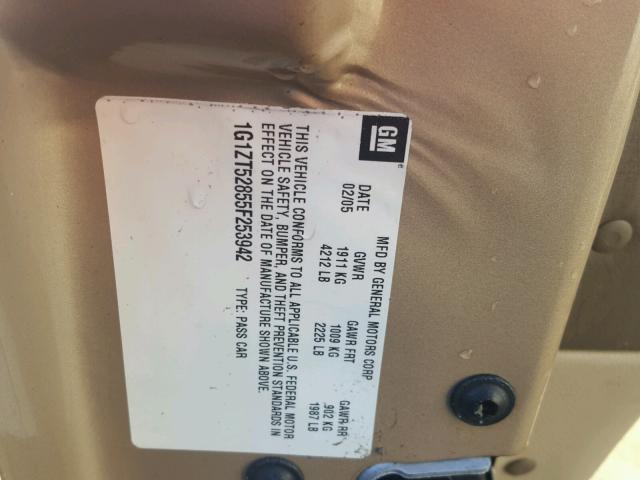 GM
MFD BY GENERAL MOTORS CORP
DATE GVWR GAWR FRT GAWR RR
02/05 1911 KG 1009 KG 902 KG
4212 LB 2225 LB 1987 LB
THIS VEHICLE CONFORMS TO ALL APPLICABLE U.S. FEDERAL MOTOR
VEHICLE SAFETY, BUMPER, AND THEFT PREVENTION STANDARDS IN
EFFECT ON THE DATE OF MANUFACTURE SHOWN ABOVE.
1G1ZT52855F253942 TYPE: PASS CAR